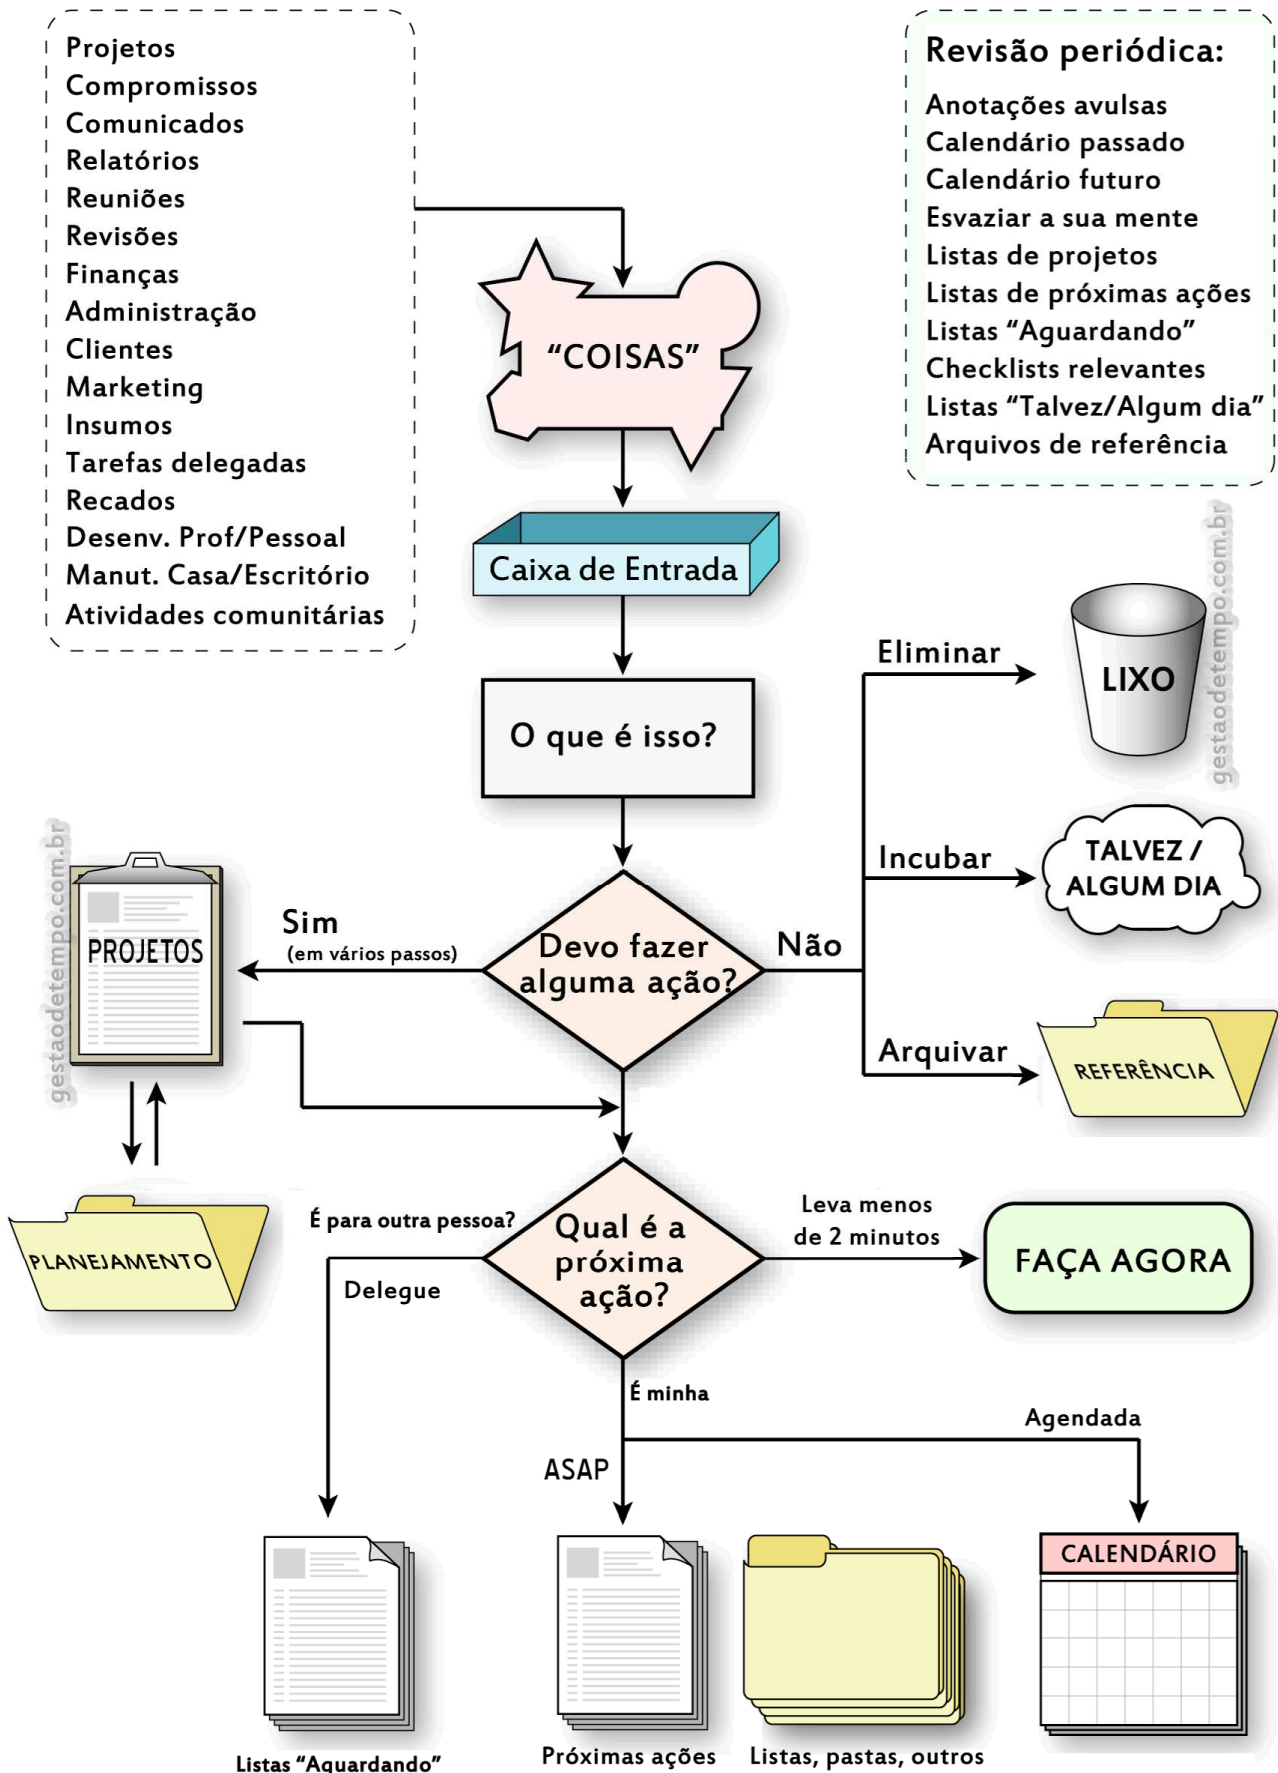 Projetos
Compromissos
Comunicados
Relatórios
Reuniões
Revisões
Finanças
Administração
Clientes
Marketing
Insumos
Tarefas delegadas
Recados
Desenv. Prof/Pessoal
Manut. Casa/Escritório
Atividades comunitárias
Revisão periódica:
Anotações avulsas
Calendário passado
Calendário futuro
Esvaziar a sua mente
Listas de projetos
Listas de próximas ações
Listas “Aguardando”
Checklists relevantes
Listas “Talvez/Algum dia”
Arquivos de referência
“COISAS”
Caixa de Entrada
O que é isso?
Eliminar
LIXO
gestaodetempo.com.br
Incubar
TALVEZ /
ALGUM DIA
Devo fazer
alguma ação?
Não
Sim
(em vários passos)
PROJETOS
gestaodetempo.com.br
Arquivar
REFERÊNCIA
PLANEJAMENTO
É para outra pessoa?
Delegue
Qual é a
próxima
ação?
Leva menos
de 2 minutos
FAÇA AGORA
É minha
Agendada
ASAP
CALENDÁRIO
Listas “Aguardando”
Próximas ações
Listas, pastas, outros